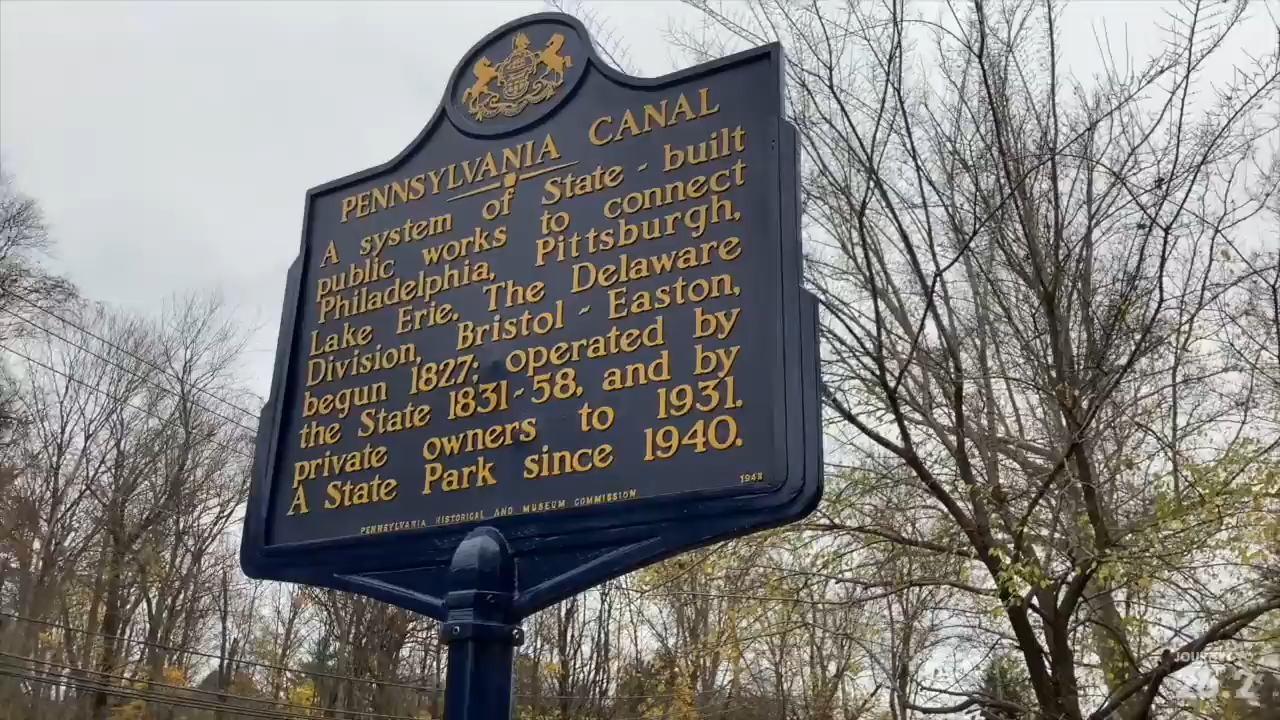 PENNSYLVANIA CANAL
A system of State - built
public works to connect
Philadelphia, Pittsburgh,
Lake Erie. The Delaware
Division, Bristol - Easton,
begun 1827; operated by
the State 1831-58, and by
private owners to 1931.
A State Park since 1940.
PENNSYLVANIA HISTORICAL AND MUSEUM COMMISSION
1948
26.2